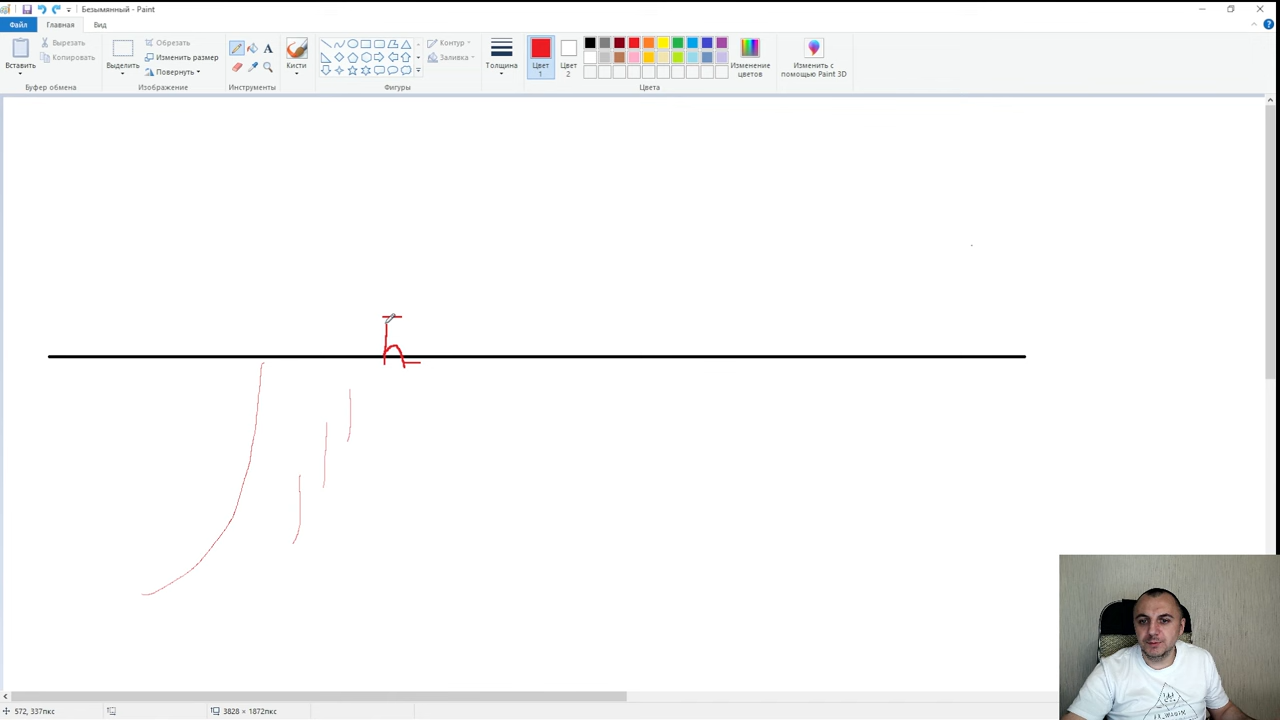 Безымянный - Paint
Файл Главная Вид
Вставить
Вырезать
Копировать
Буфер обмена
Выделить
Обрезать
Изменить размер
Повернуть
Изображение
Инструменты
Кисти
Контур
Заливка
Фигуры
Толщина
Цвет 1
Цвет 2
Изменение цветов
Цвета
Изменить с помощью Paint 3D
572, 337пкс
3828 × 1872пкс